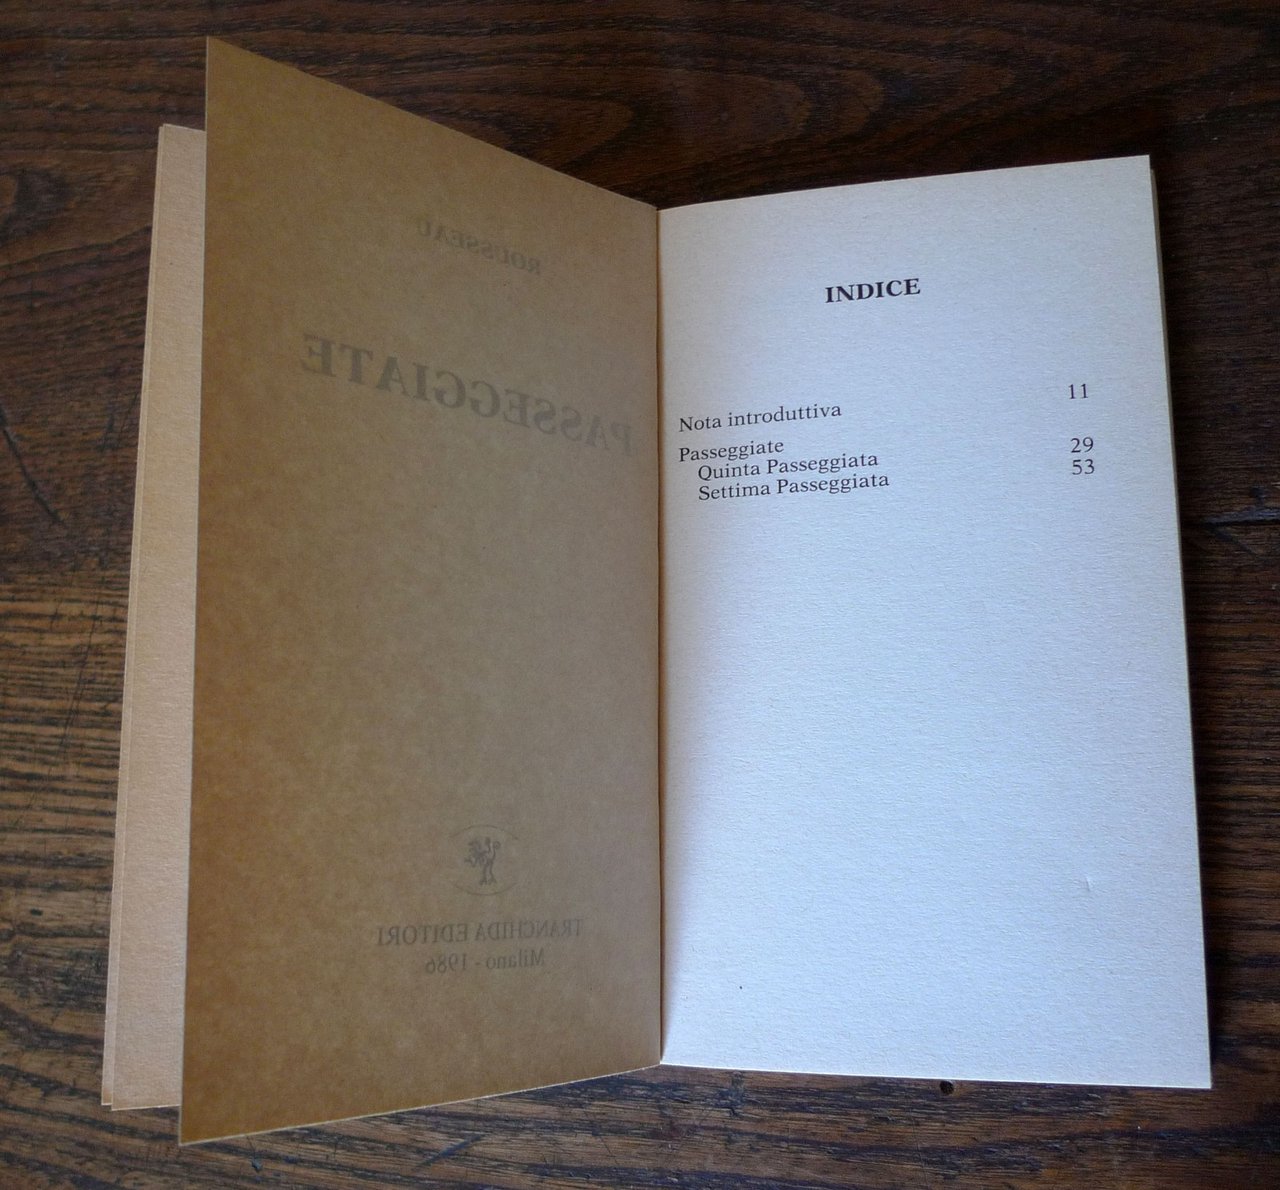 ROUSSEAU
PASSEGGIATE
TRANCHIDA EDITORI
Milano - 1986
INDICE
Nota introduttiva 11
Passeggiate
Quinta Passeggiata 29
Settima Passeggiata 53